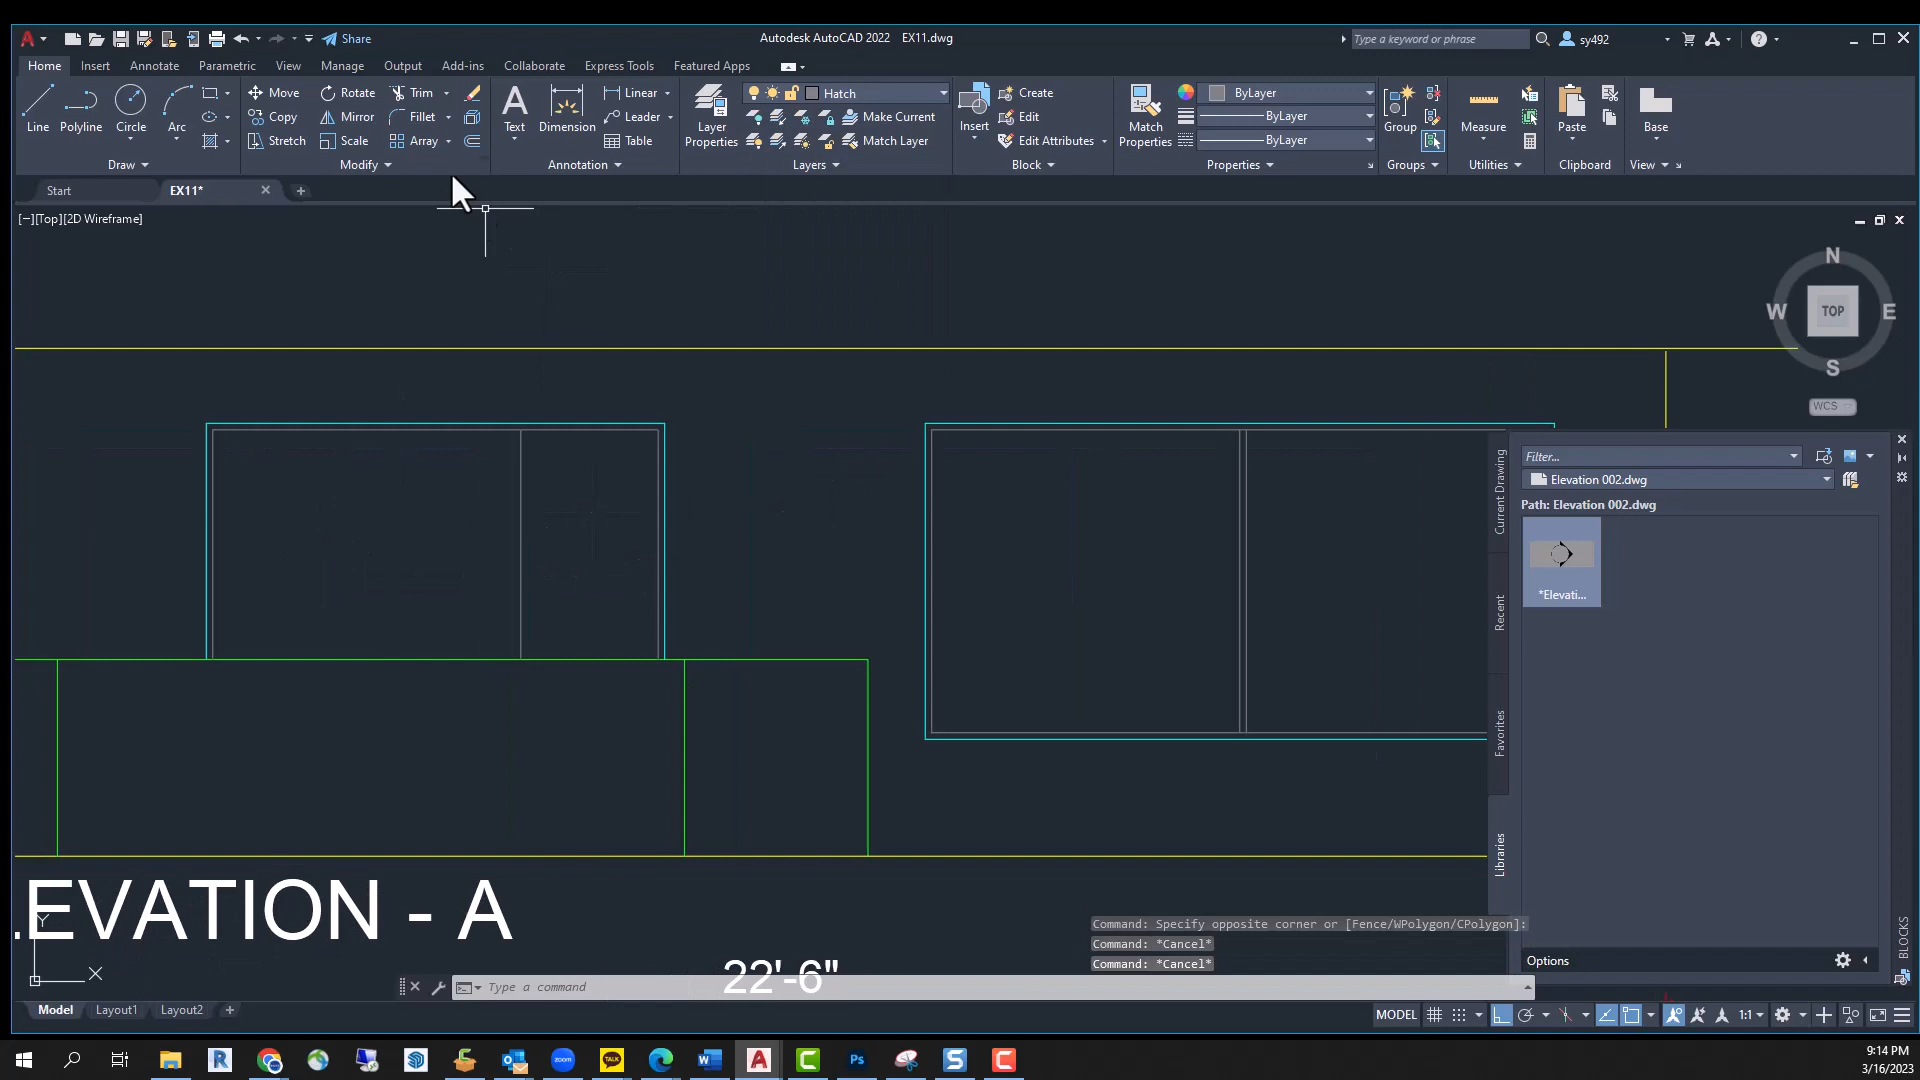 Share
Autodesk AutoCAD 2022 EX11.dwg
Type a keyword or phrase
sy492
Home Insert Annotate Parametric View Manage Output Add-ins Collaborate Express Tools Featured Apps
Line Polyline Circle Arc
Move Rotate Trim
Copy Mirror Fillet
Stretch Scale Array
Text Dimension
Linear
Leader
Table
Layer
Properties
Hatch
Make Current
Match Layer
Insert
Create
Edit
Edit Attributes
Match
Properties
ByLayer
ByLayer
ByLayer
Group
Measure
Paste
Base
Draw Modify Annotation Layers Block Properties Groups Utilities Clipboard View
Start EX11*
[−][Top][2D Wireframe]
N
W TOP E
S
WCS
Filter...
Elevation 002.dwg
Path: Elevation 002.dwg
*Elevati...
Current Drawing
Recent
Favorites
Libraries
BLOCKS
Options
EVATION - A
Y
X
22'-6"
Command: Specify opposite corner or [Fence/WPolygon/CPolygon]:
Command: *Cancel*
Command: *Cancel*
Type a command
Model Layout1 Layout2
MODEL 1:1
zoom
TALK
9:14 PM
3/16/2023